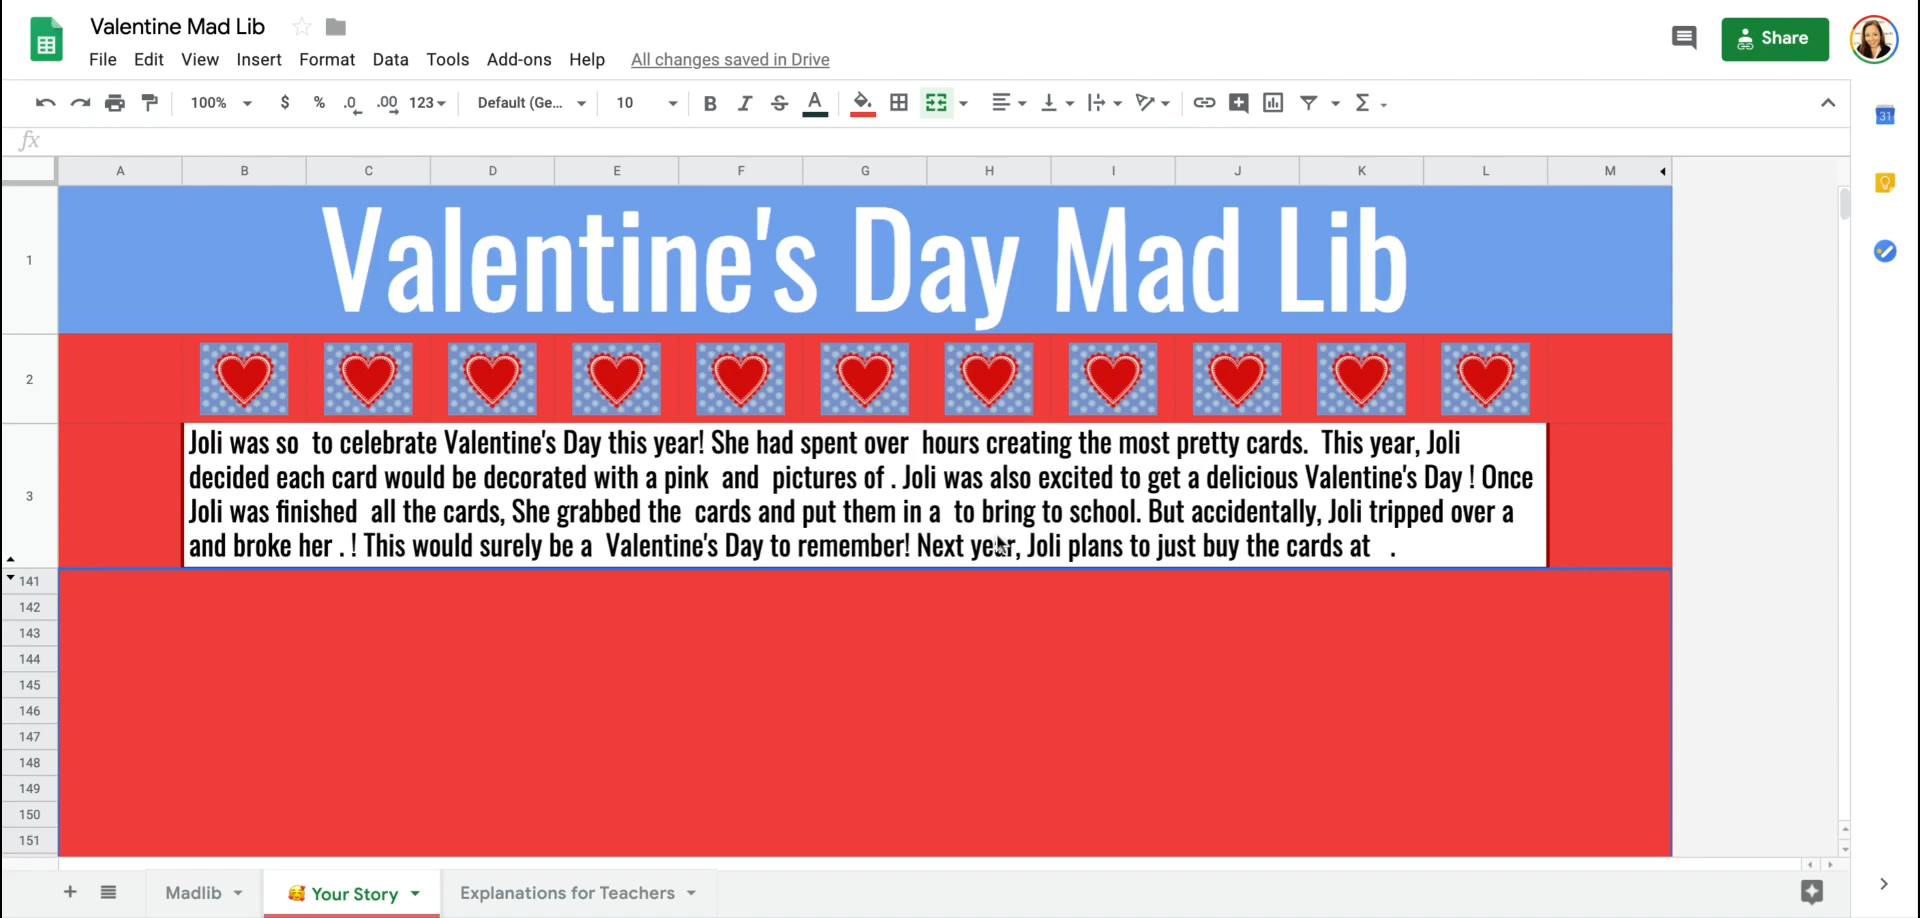 Valentine Mad Lib
File Edit View Insert Format Data Tools Add-ons Help All changes saved in Drive
Share
100% $ % .0 .00 123 Default (Ge... 10 B I S A
31
fx
A B C D E F G H I J K L M
1
Valentine's Day Mad Lib
2
3
Joli was so to celebrate Valentine's Day this year! She had spent over hours creating the most pretty cards. This year, Joli
decided each card would be decorated with a pink and pictures of . Joli was also excited to get a delicious Valentine's Day ! Once
Joli was finished all the cards, She grabbed the cards and put them in a to bring to school. But accidentally, Joli tripped over a
and broke her . ! This would surely be a Valentine's Day to remember! Next year, Joli plans to just buy the cards at .
141
142
143
144
145
146
147
148
149
150
151
Madlib Your Story Explanations for Teachers